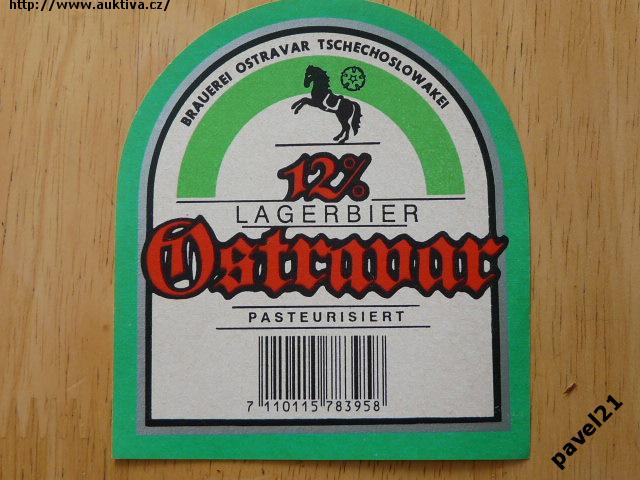 http://www.auktiva.cz/
BRAUEREI OSTRAVAR TSCHECHOSLOWAKEI
12%
LAGERBIER
Ostravar
PASTEURISIERT
7 110115 783958
pavel21